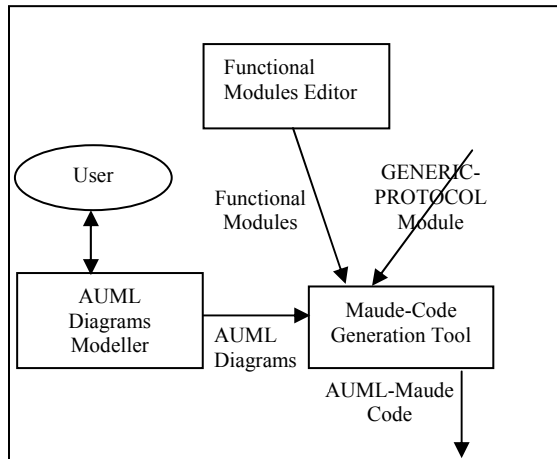 Functional
Modules Editor
User
Functional
Modules
GENERIC-
PROTOCOL
Module
AUML
Diagrams
Modeller
AUML
Diagrams
Maude-Code
Generation Tool
AUML-Maude
Code